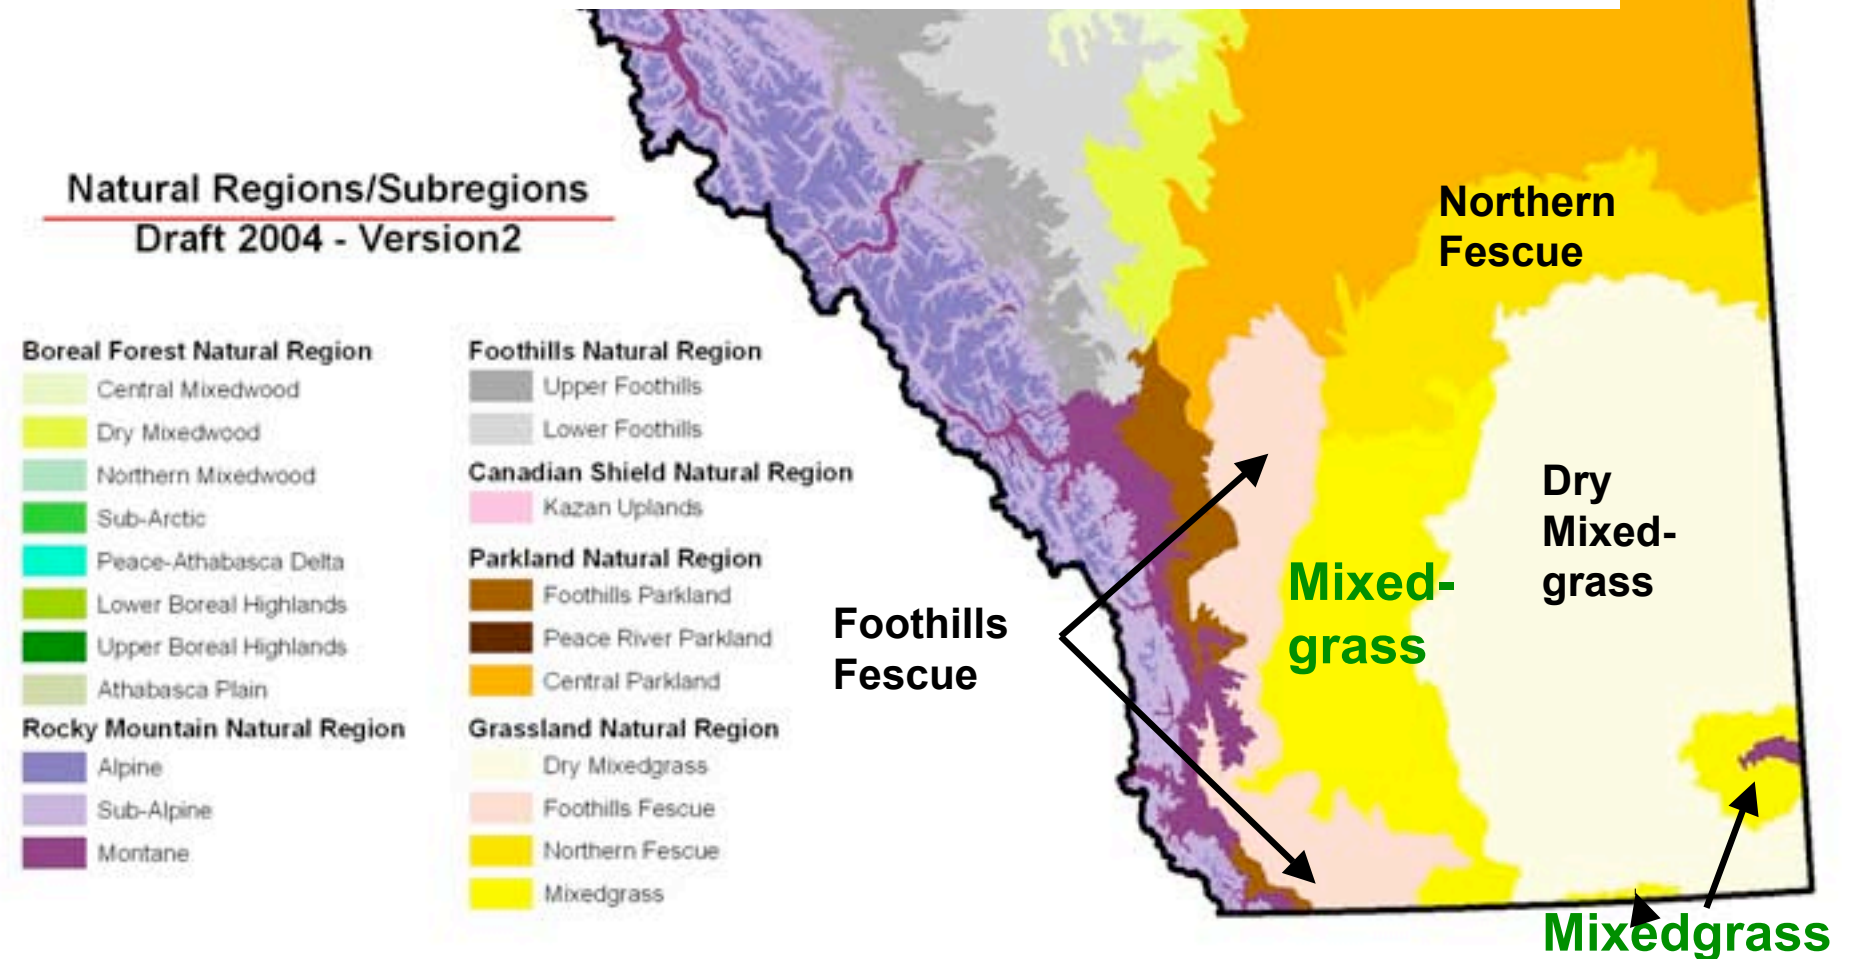 Natural Regions/Subregions
Draft 2004 - Version2
Boreal Forest Natural Region
Central Mixedwood
Dry Mixedwood
Northern Mixedwood
Sub-Arctic
Peace-Athabasca Delta
Lower Boreal Highlands
Upper Boreal Highlands
Athabasca Plain
Rocky Mountain Natural Region
Alpine
Sub-Alpine
Montane
Foothills Natural Region
Upper Foothills
Lower Foothills
Canadian Shield Natural Region
Kazan Uplands
Parkland Natural Region
Foothills Parkland
Peace River Parkland
Central Parkland
Grassland Natural Region
Dry Mixedgrass
Foothills Fescue
Northern Fescue
Mixedgrass
Northern
Fescue
Dry
Mixed-
grass
Mixed-
grass
Foothills
Fescue
Mixedgrass